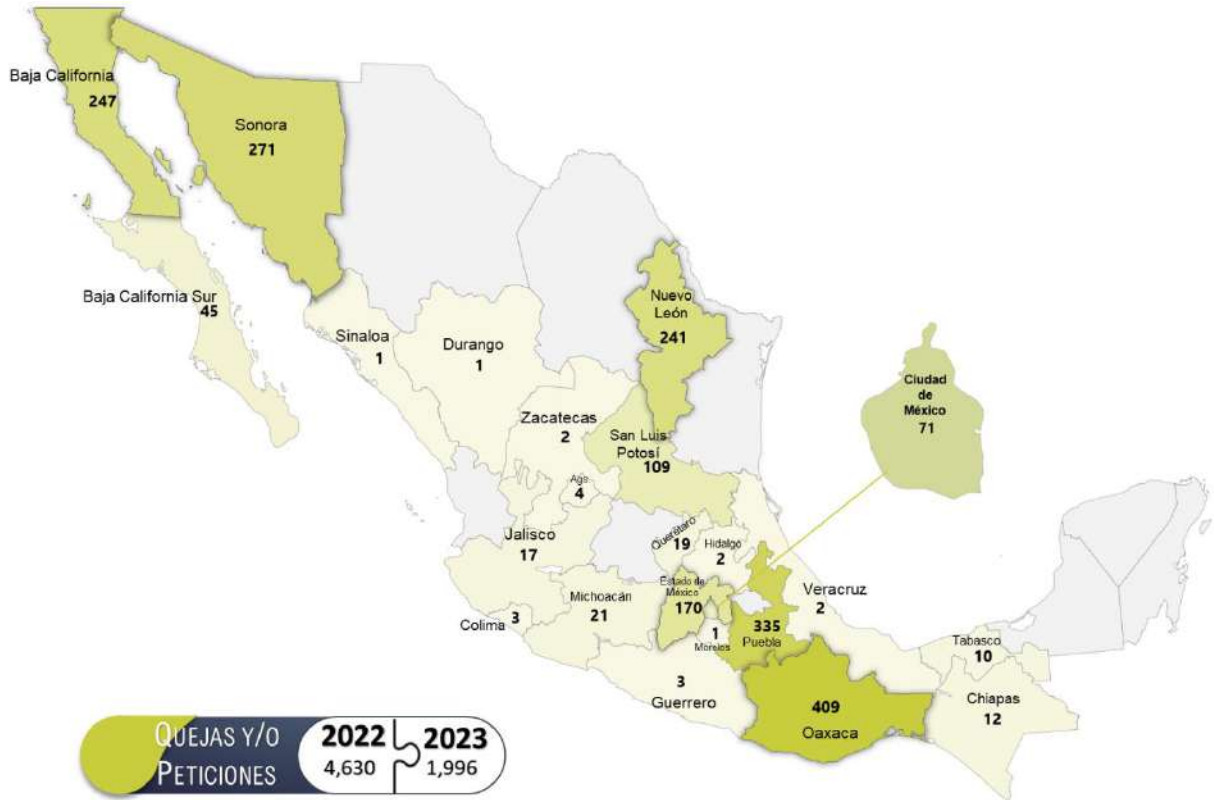 Baja California
247
Sonora
271
Baja California Sur
45
Sinaloa
1
Durango
1
Nuevo
León
241
Zacatecas
2
San Luis
Potosí
109
Ags.
4
Ciudad
de
México
71
Jalisco
17
Querétaro
19
Hidalgo
2
Estado de
México
170
Michoacán
21
Colima
3
1
Morelos
335
Puebla
Veracruz
2
3
Guerrero
409
Oaxaca
Tabasco
10
Chiapas
12
QUEJAS Y/O
PETICIONES
2022
4,630
2023
1,996